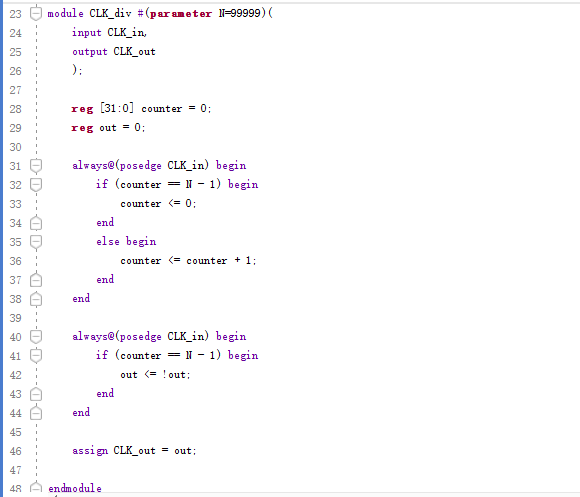 23 module CLK_div #(parameter N=99999)(
24 input CLK_in,
25 output CLK_out
26 );
27
28 reg [31:0] counter = 0;
29 reg out = 0;
30
31 always@(posedge CLK_in) begin
32 if (counter == N - 1) begin
33 counter <= 0;
34 end
35 else begin
36 counter <= counter + 1;
37 end
38 end
39
40 always@(posedge CLK_in) begin
41 if (counter == N - 1) begin
42 out <= !out;
43 end
44 end
45
46 assign CLK_out = out;
47
48 endmodule